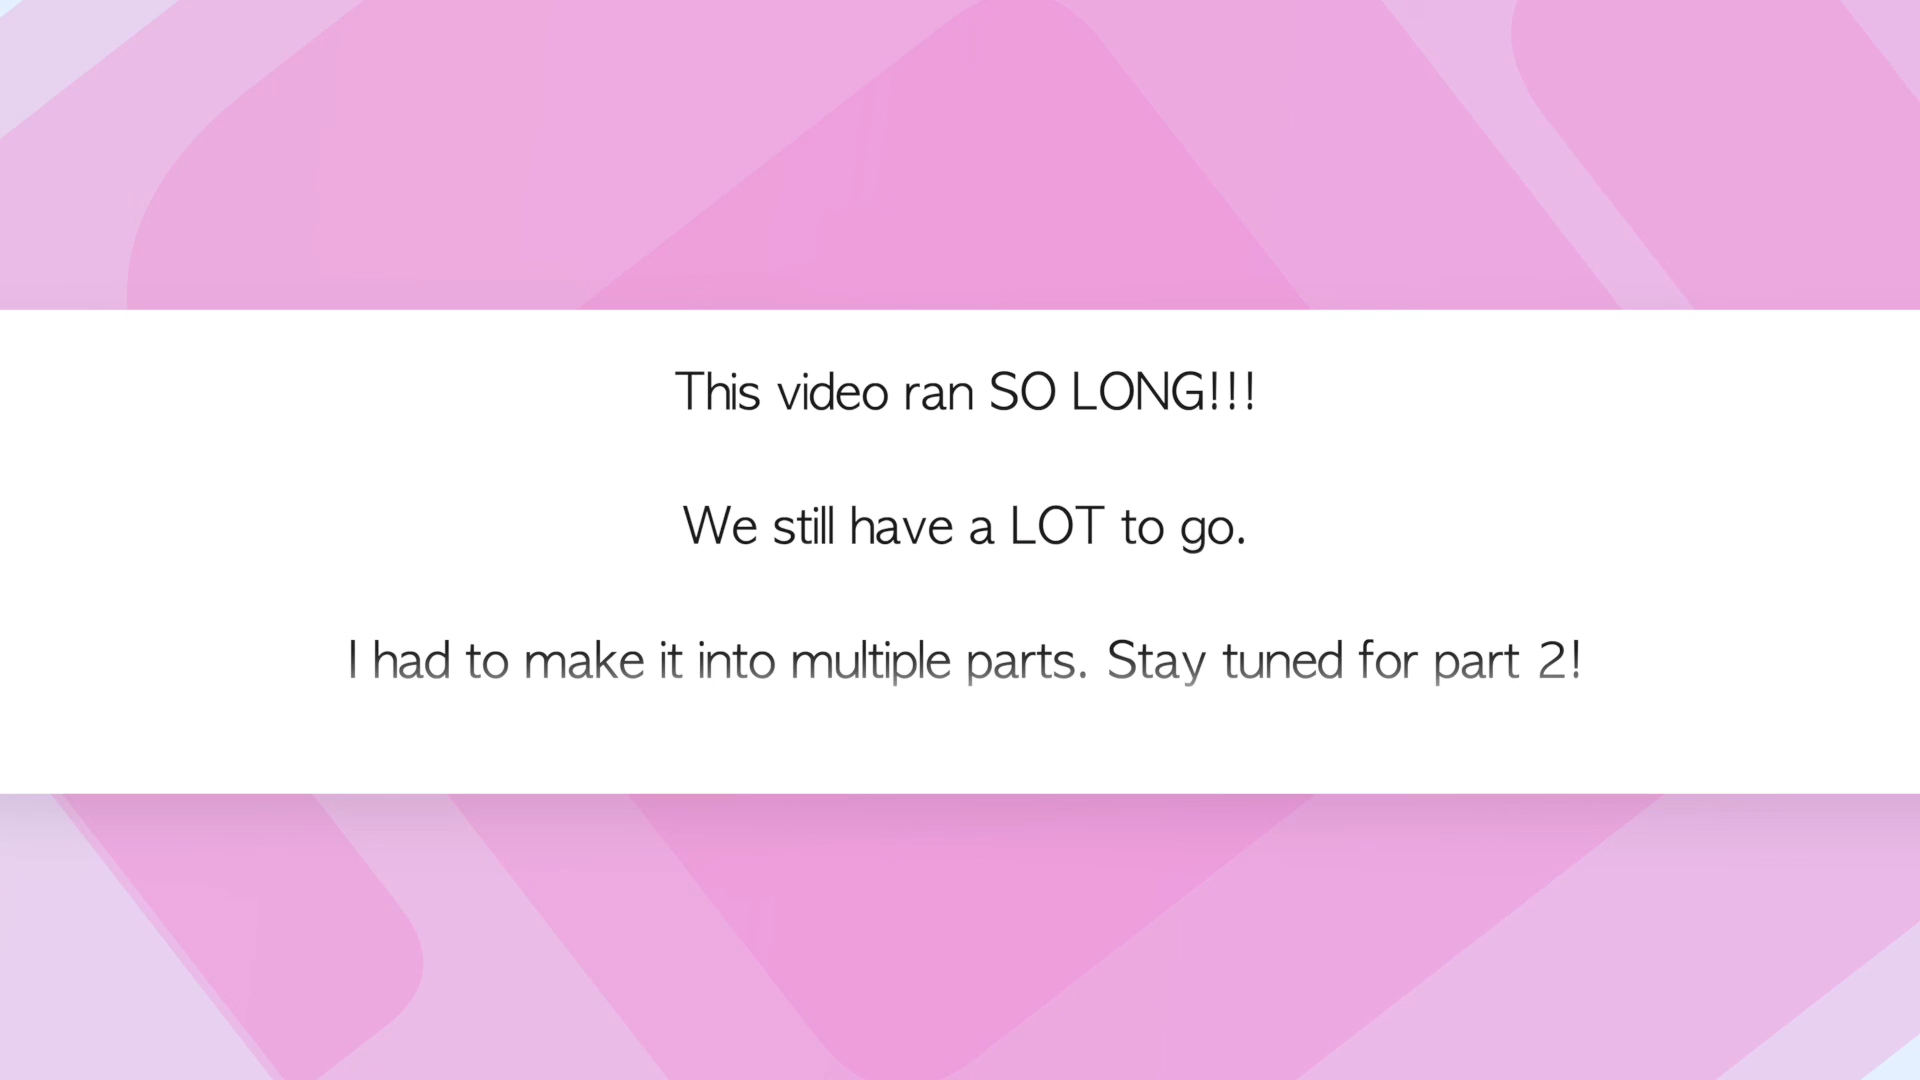 This video ran SO LONG!!!
We still have a LOT to go.
I had to make it into multiple parts. Stay tuned for part 2!